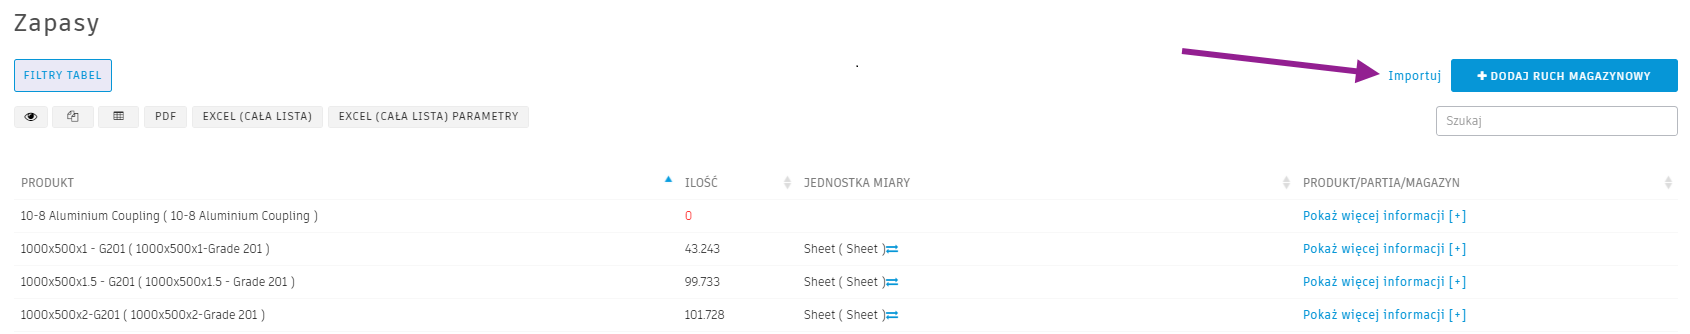 Zapasy
FILTRY TABEL
Importuj
DODAJ RUCH MAGAZYNOWY
PDF EXCEL (CAŁA LISTA) EXCEL (CAŁA LISTA) PARAMETRY
Szukaj
PRODUKT ILOŚĆ JEDNOSTKA MIARY PRODUKT/PARTIA/MAGAZYN
10-8 Aluminium Coupling ( 10-8 Aluminium Coupling ) 0 Pokaż więcej informacji [+]
1000x500x1 - G201 ( 1000x500x1-Grade 201 ) 43.243 Sheet ( Sheet ) Pokaż więcej informacji [+]
1000x500x1.5 - G201 ( 1000x500x1.5 - Grade 201 ) 99.733 Sheet ( Sheet ) Pokaż więcej informacji [+]
1000x500x2-G201 ( 1000x500x2-Grade 201 ) 101.728 Sheet ( Sheet ) Pokaż więcej informacji [+]